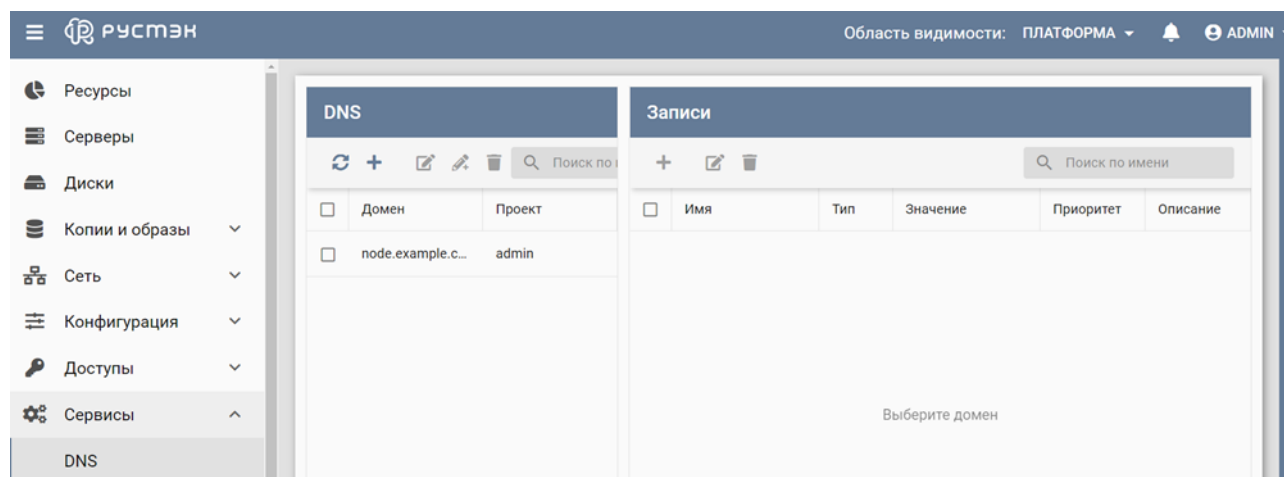 РУСТЭК
Область видимости: ПЛАТФОРМА
ADMIN
Ресурсы
Серверы
Диски
Копии и образы
Сеть
Конфигурация
Доступы
Сервисы
DNS
DNS
Поиск по
Домен Проект
node.example.c... admin
Записи
Поиск по имени
Имя Тип Значение Приоритет Описание
Выберите домен